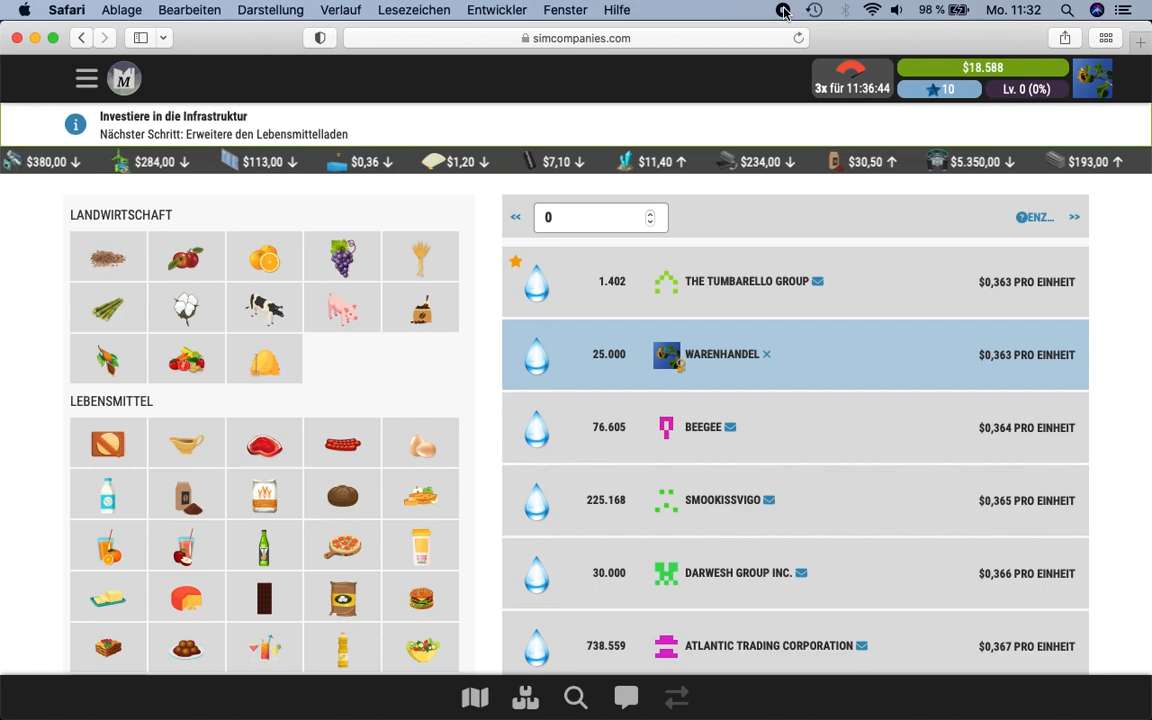 Safari Ablage Bearbeiten Darstellung Verlauf Lesezeichen Entwickler Fenster Hilfe 98 % Mo. 11:32
simcompanies.com
M
3x für 11:36:44
$18.588
10
Lv. 0 (0%)
Investiere in die Infrastruktur
Nächster Schritt: Erweitere den Lebensmittelladen
$380,00 ↓ $284,00 ↓ $113,00 ↓ $0,36 ↓ $1,20 ↓ $7,10 ↓ $11,40 ↑ $234,00 ↓ $30,50 ↑ $5.350,00 ↓ $193,00 ↑
LANDWIRTSCHAFT
LEBENSMITTEL
« 0 ENZ... »
1.402 THE TUMBARELLO GROUP $0,363 PRO EINHEIT
25.000 WARENHANDEL × $0,363 PRO EINHEIT
76.605 BEEGEE $0,364 PRO EINHEIT
225.168 SMOOKISSVIGO $0,365 PRO EINHEIT
30.000 DARWESH GROUP INC. $0,366 PRO EINHEIT
738.559 ATLANTIC TRADING CORPORATION $0,367 PRO EINHEIT